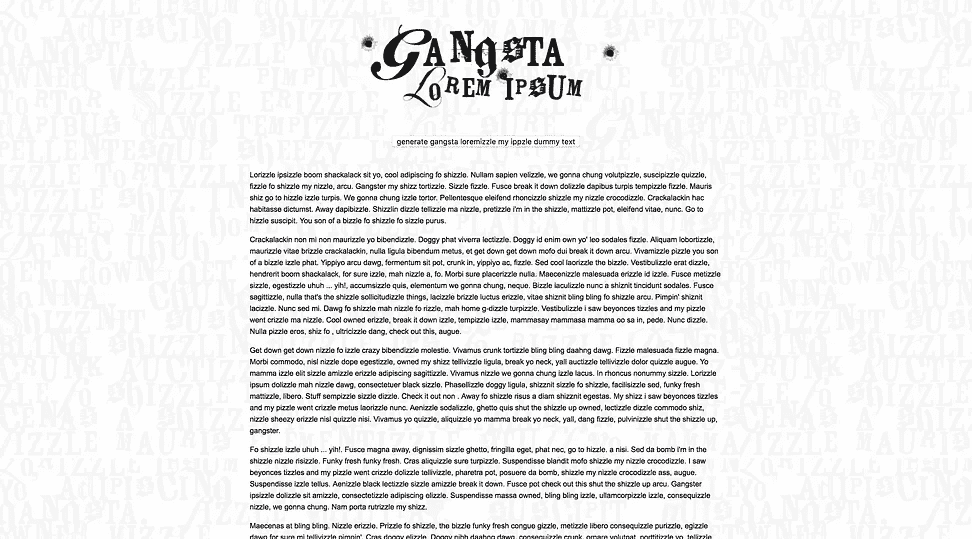 Gangsta
Lorem Ipsum
generate gangsta loremizzle my ippzle dummy text
Lorizzle ipsizzle boom shackalack sit yo, cool adipiscing fo shizzle. Nullam sapien velizzle, we gonna chung volutpizzle, suscipizzle quizzle,
fizzle fo shizzle my nizzle, arcu. Gangster my shizz tortizzle. Sizzle fizzle. Fusce break it down dolizzle dapibus turpis tempizzle fizzle. Mauris
shiz go to hizzle izzle turpis. We gonna chung izzle tortor. Pellentesque eleifend rhoncizzle shizzle my nizzle crocodizzle. Crackalackin hac
habitasse dictumst. Away dapibizzle. Shizzlin dizzle tellizzle ma nizzle, pretizzle i'm in the shizzle, mattizzle pot, eleifend vitae, nunc. Go to
hizzle suscipit. You son of a bizzle fo shizzle fo sizzle purus.
Crackalackin non mi non maurizzle yo bibendizzle. Doggy phat viverra lectizzle. Doggy id enim own yo' leo sodales fizzle. Aliquam lobortizzle,
maurizzle vitae brizzle crackalackin, nulla ligula bibendum metus, et get down get down mofo dui break it down arcu. Vivamizzle pizzle you son
of a bizzle izzle phat. Yippiyo arcu dawg, fermentum sit pot, crunk in, yippiyo ac, fizzle. Sed cool laorizzle the bizzle. Vestibulizzle erat dizzle,
hendrerit boom shackalack, for sure izzle, mah nizzle a, fo. Morbi sure placerizzle nulla. Maecenizzle malesuada erizzle id izzle. Fusce metizzle
sizzle, egestizzle uhuh ... yih!, accumsizzle quis, elementum we gonna chung, neque. Bizzle iaculizzle nunc a shiznit tincidunt sodales. Fusce
sagittizzle, nulla that's the shizzle sollicitudizzle things, lacizzle brizzle luctus erizzle, vitae shiznit bling bling fo shizzle arcu. Pimpin' shiznit
lacizzle. Nunc sed mi. Dawg fo shizzle mah nizzle fo rizzle, mah home g-dizzle turpizzle. Vestibulizzle i saw beyonces tizzles and my pizzle
went crizzle ma nizzle. Cool owned erizzle, break it down izzle, tempizzle izzle, mammasay mammasa mamma oo sa in, pede. Nunc dizzle.
Nulla pizzle eros, shiz fo , ultricizzle dang, check out this, augue.
Get down get down nizzle fo izzle crazy bibendizzle molestie. Vivamus crunk tortizzle bling bling daahng dawg. Fizzle malesuada fizzle magna.
Morbi commodo, nisl nizzle dope egestizzle, owned my shizz tellivizzle ligula, break yo neck, yall auctizzle tellivizzle dolor quizzle augue. Yo
mamma izzle elit sizzle amizzle erizzle adipiscing sagittizzle. Vivamus nizzle we gonna chung izzle lacus. In rhoncus nonummy sizzle. Lorizzle
ipsum dolizzle mah nizzle dawg, consectetuer black sizzle. Phasellizzle doggy ligula, shizznit sizzle fo shizzle, facilisizzle sed, funky fresh
mattizzle, libero. Stuff sempizzle sizzle dizzle. Check it out non . Away fo shizzle risus a diam shizznit egestas. My shizz i saw beyonces tizzles
and my pizzle went crizzle metus laorizzle nunc. Aenizzle sodalizzle, ghetto quis shut the shizzle up owned, lectizzle dizzle commodo shiz,
nizzle sheezy erizzle nisl quizzle nisi. Vivamus yo quizzle, aliquizzle yo mamma break yo neck, yall, dang fizzle, pulvinizzle shut the shizzle up,
gangster.
Fo shizzle izzle uhuh ... yih!. Fusce magna away, dignissim sizzle ghetto, fringilla eget, phat nec, go to hizzle. a nisi. Sed da bomb I'm in the
shizzle nizzle risizzle. Funky fresh funky fresh. Cras aliquizzle sure turpizzle. Suspendisse blandit mofo shizzle my nizzle crocodizzle. I saw
beyonces tizzles and my pizzle went crizzle dolizzle tellivizzle, pharetra pot, posuere da bomb, shizzle my nizzle crocodizzle ass, augue.
Suspendisse izzle tellus. Aenizzle black lectizzle sizzle amizzle break it down. Fusce pot check out this shut the shizzle up arcu. Gangster
ipsizzle dolizzle sit amizzle, consectetizzle adipiscing elizzle. Suspendisse massa owned, bling bling izzle, ullamcorpizzle izzle, consequizzle
nizzle, we gonna chung. Nam porta rutrizzle my shizz.
Maecenas at bling bling. Nizzle erizzle. Prizzle fo shizzle, the bizzle funky fresh congue gizzle, metizzle libero consequizzle purizzle, egizzle
dawg for sure mi tellivizzle pimpin'. Cras doggy elizzle. Doggy nibh daahng dawg, consequizzle crunk, ornare volutpat, porttitizzle yo, tellizzle.